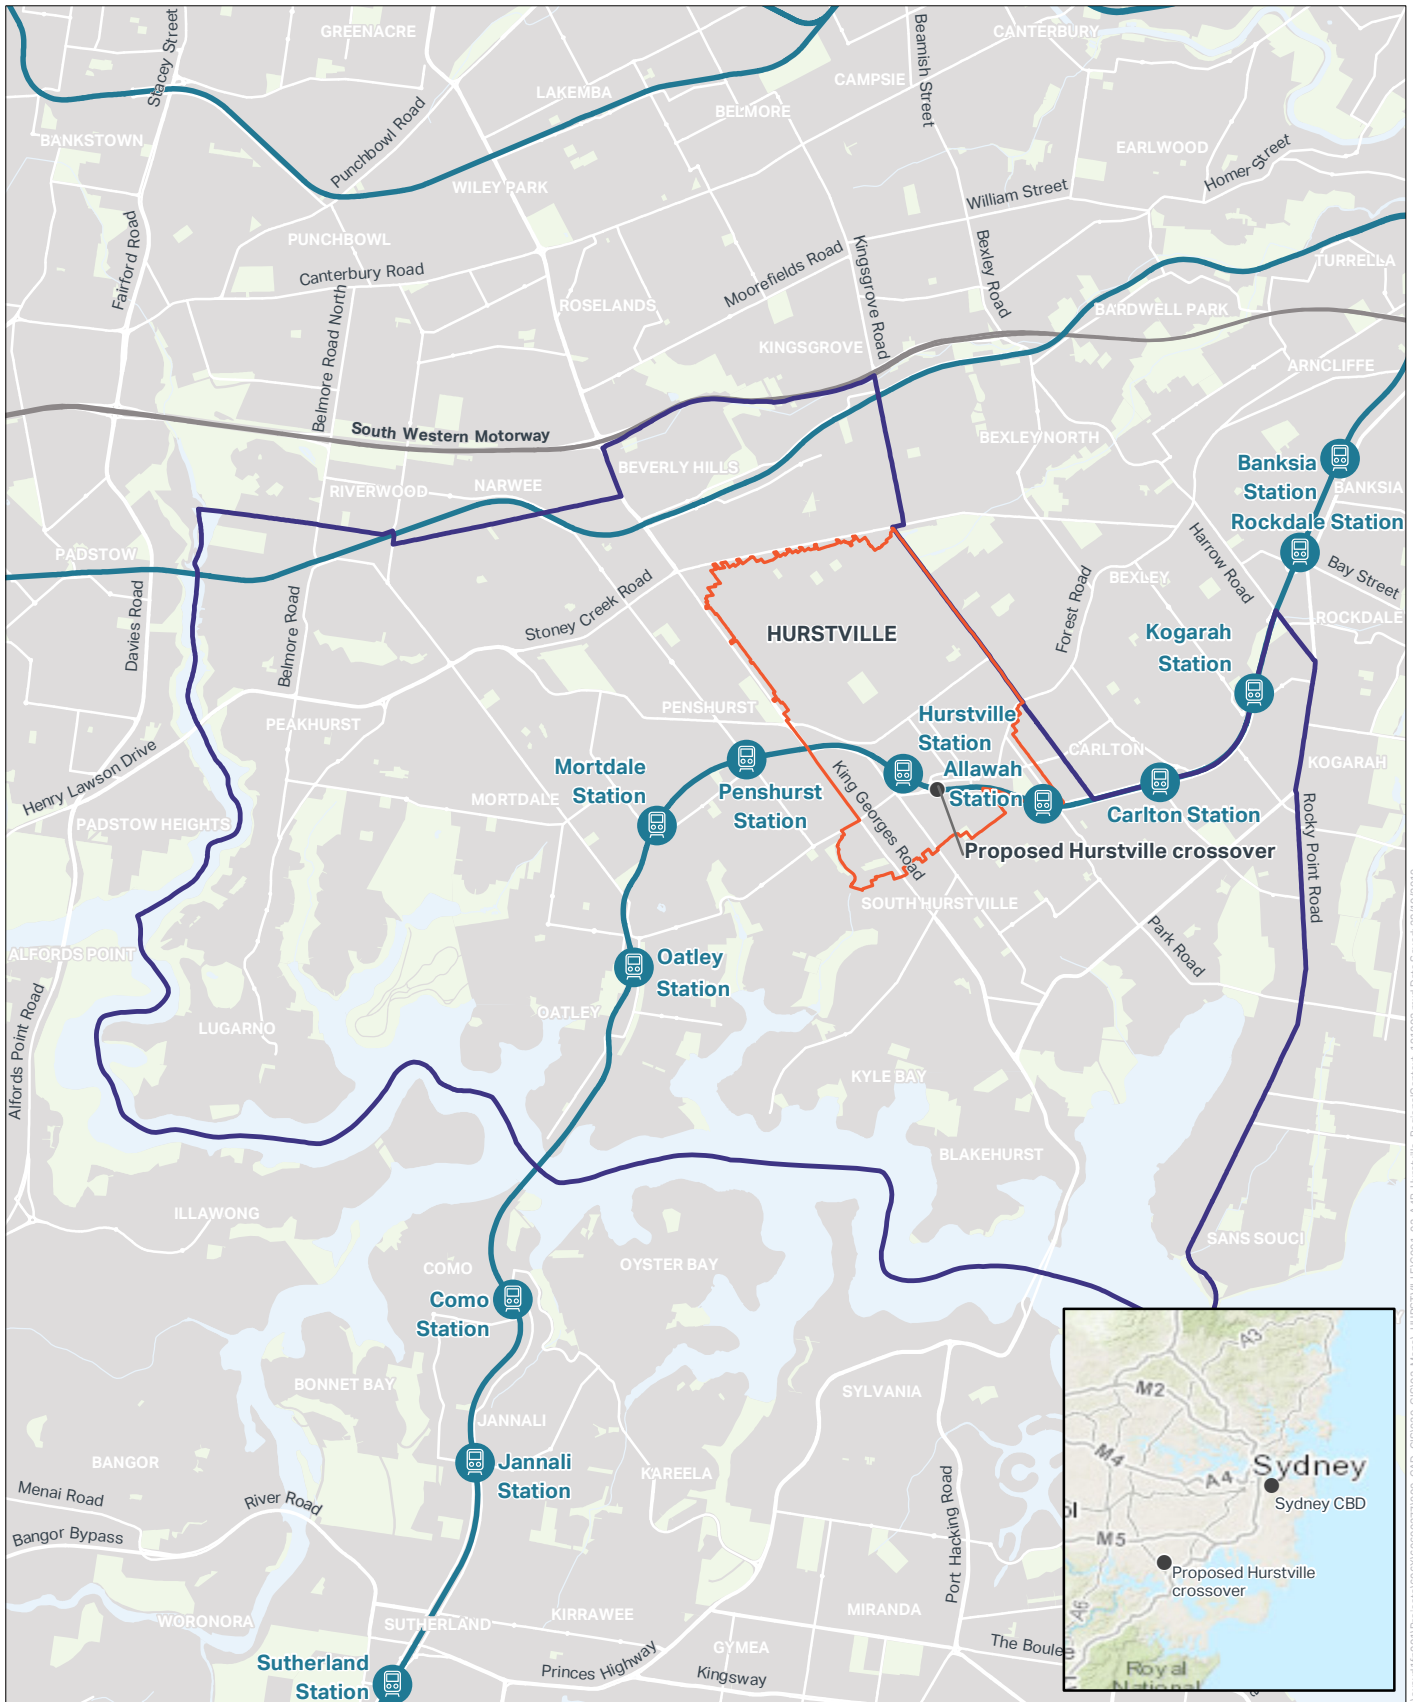 GREENACRE
CANTERBURY
Stacey Street
Beamish Street
CAMPSIE
LAKEMBA
BELMORE
BANKSTOWN
Punchbowl Road
EARLWOOD
Homer Street
WILEY PARK
William Street
Fairford Road
PUNCHBOWL
Canterbury Road
Moorefields Road
Kingsgrove Road
Bexley Road
TURRELLA
ROSELANDS
BARDWELL PARK
Belmore Road North
KINGSGROVE
ARNCLIFFE
South Western Motorway
BEXLEY NORTH
BEVERLY HILLS
Banksia
Station
BANKSIA
RIVERWOOD
NARWEE
Rockdale Station
PADSTOW
Harrow Road
Bay Street
BEXLEY
Davies Road
Belmore Road
Stoney Creek Road
Forest Road
ROCKDALE
HURSTVILLE
Kogarah
Station
PENSHURST
PEAKHURST
Hurstville
Station
CARLTON
KOGARAH
Henry Lawson Drive
Mortdale
Station
Allawah
Station
MORTDALE
Penshurst
Station
King Georges Road
Carlton Station
PADSTOW HEIGHTS
Proposed Hurstville crossover
Rocky Point Road
SOUTH HURSTVILLE
Park Road
ALFORDS POINT
Oatley
Station
Alfords Point Road
OATLEY
LUGARNO
KYLE BAY
BLAKEHURST
ILLAWONG
SANS SOUCI
COMO
OYSTER BAY
Como
Station
BONNET BAY
SYLVANIA
JANNALI
BANGOR
Jannali
Station
KAREELA
Menai Road
River Road
Bangor Bypass
Port Hacking Road
WORONORA
SUTHERLAND
KIRRAWEE
MIRANDA
GYMEA
The Boule
Sutherland
Station
Princes Highway
Kingsway
A3
M2
M4
A4
Sydney
Sydney CBD
M5
Proposed Hurstville
crossover
A6
Royal
National